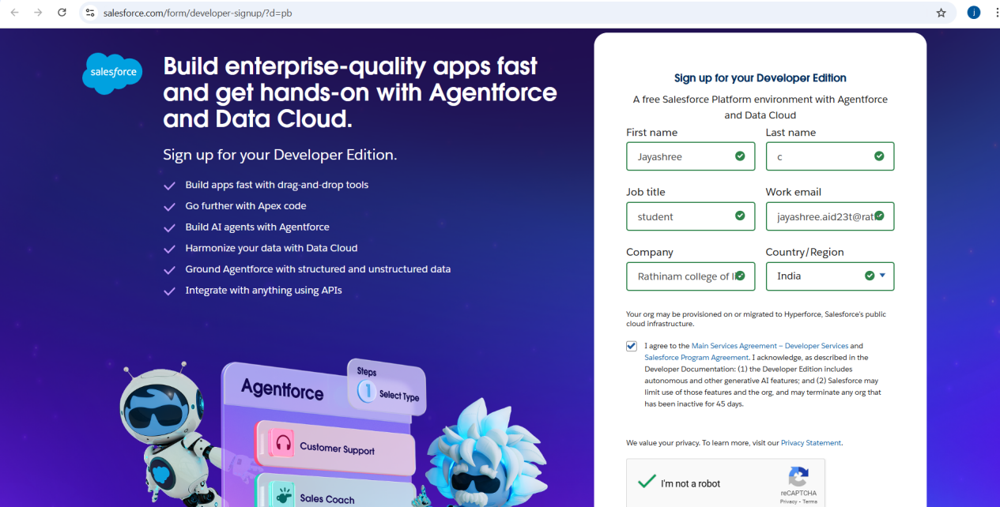 salesforce.com/form/developer-signup/?d=pb
j
salesforce
Build enterprise-quality apps fast
and get hands-on with Agentforce
and Data Cloud.
Sign up for your Developer Edition.
Build apps fast with drag-and-drop tools
Go further with Apex code
Build AI agents with Agentforce
Harmonize your data with Data Cloud
Ground Agentforce with structured and unstructured data
Integrate with anything using APIs
Agentforce
Steps
1 Select Type
Customer Support
Sales Coach
Sign up for your Developer Edition
A free Salesforce Platform environment with Agentforce
and Data Cloud
First name Last name
Jayashree c
Job title Work email
student jayashree.aid23t@rat
Company Country/Region
Rathinam college of India
Your org may be provisioned on or migrated to Hyperforce, Salesforce's public
cloud infrastructure.
I agree to the Main Services Agreement – Developer Services and
Salesforce Program Agreement. I acknowledge, as described in the
Developer Documentation: (1) the Developer Edition includes
autonomous and other generative AI features; and (2) Salesforce may
limit use of those features and the org, and may terminate any org that
has been inactive for 45 days.
We value your privacy. To learn more, visit our Privacy Statement.
I'm not a robot
reCAPTCHA
Privacy - Terms